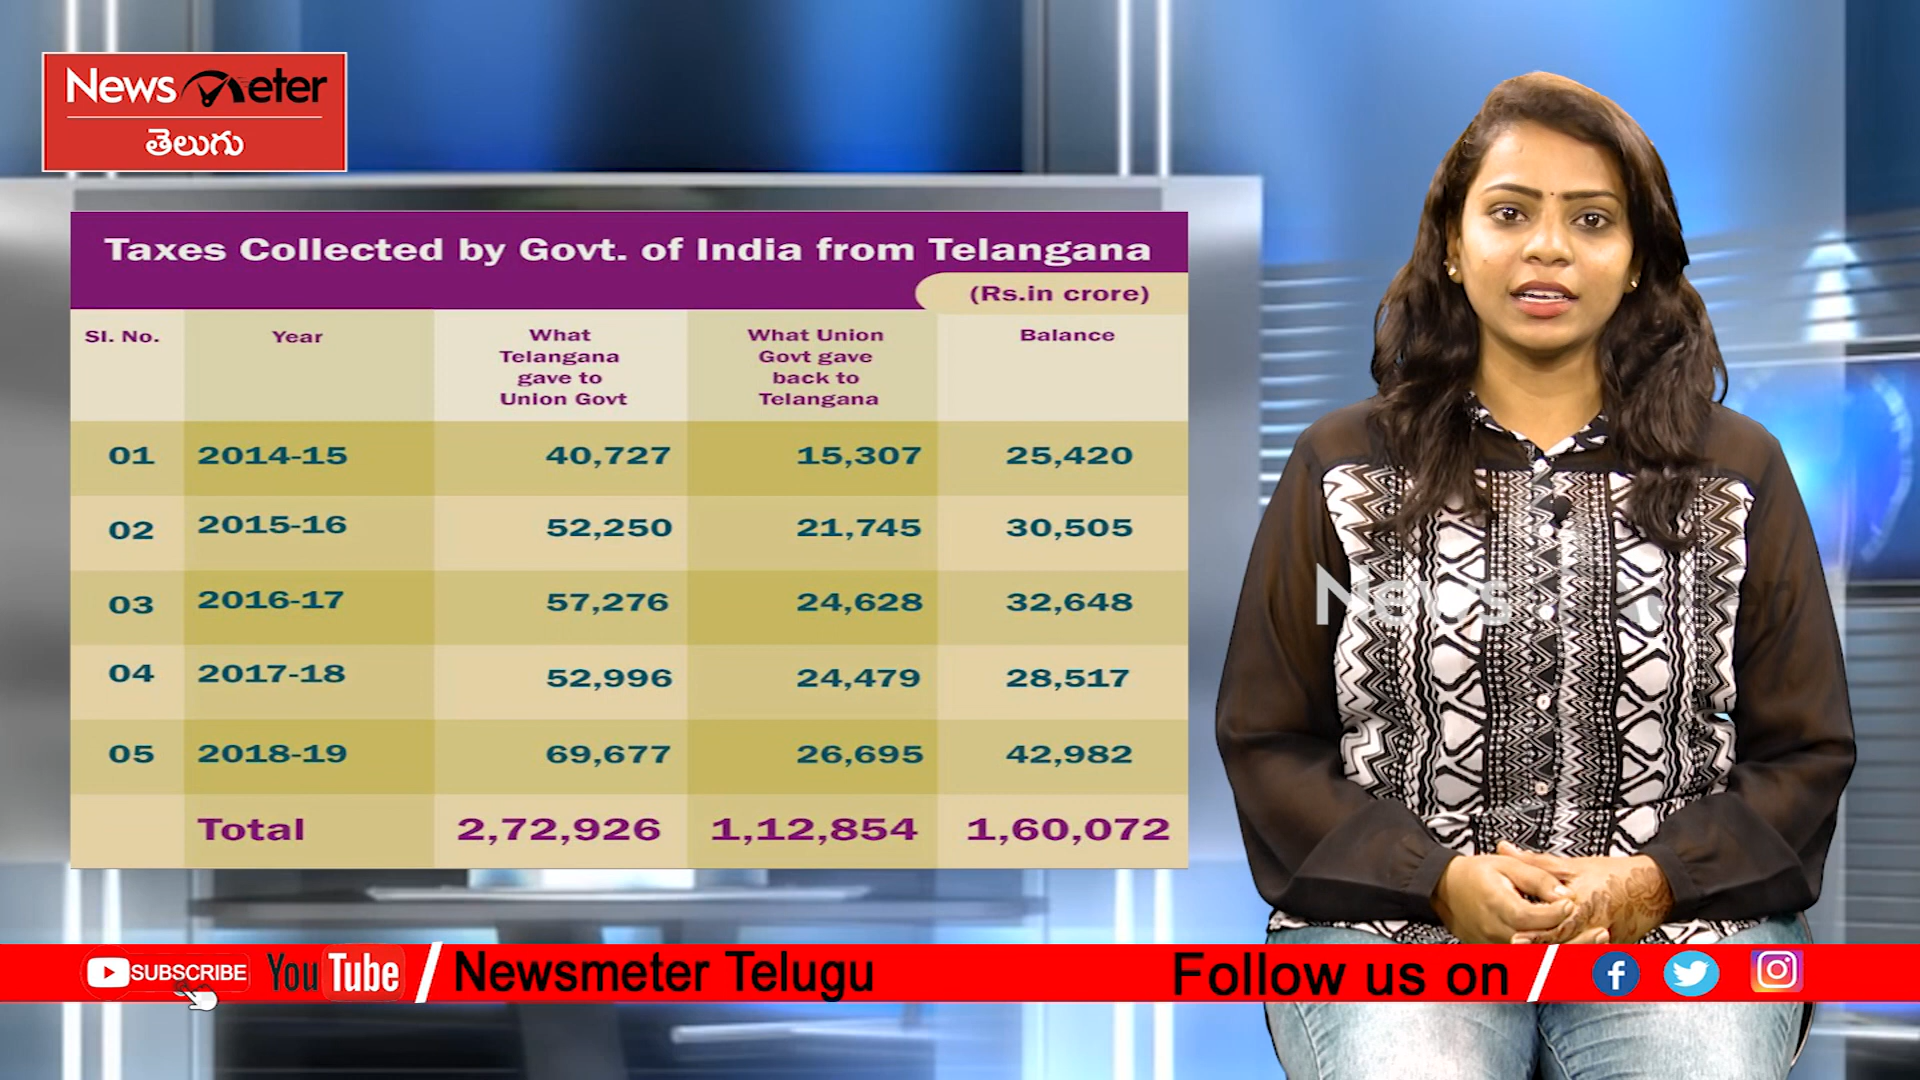 NewsMeter
తెలుగు
Taxes Collected by Govt. of India from Telangana
(Rs.in crore)
Sl. No. Year What Telangana gave to Union Govt What Union Govt gave back to Telangana Balance
01 2014-15 40,727 15,307 25,420
02 2015-16 52,250 21,745 30,505
03 2016-17 57,276 24,628 32,648
04 2017-18 52,996 24,479 28,517
05 2018-19 69,677 26,695 42,982
Total 2,72,926 1,12,854 1,60,072
News Meter
SUBSCRIBE YouTube / Newsmeter Telugu Follow us on /